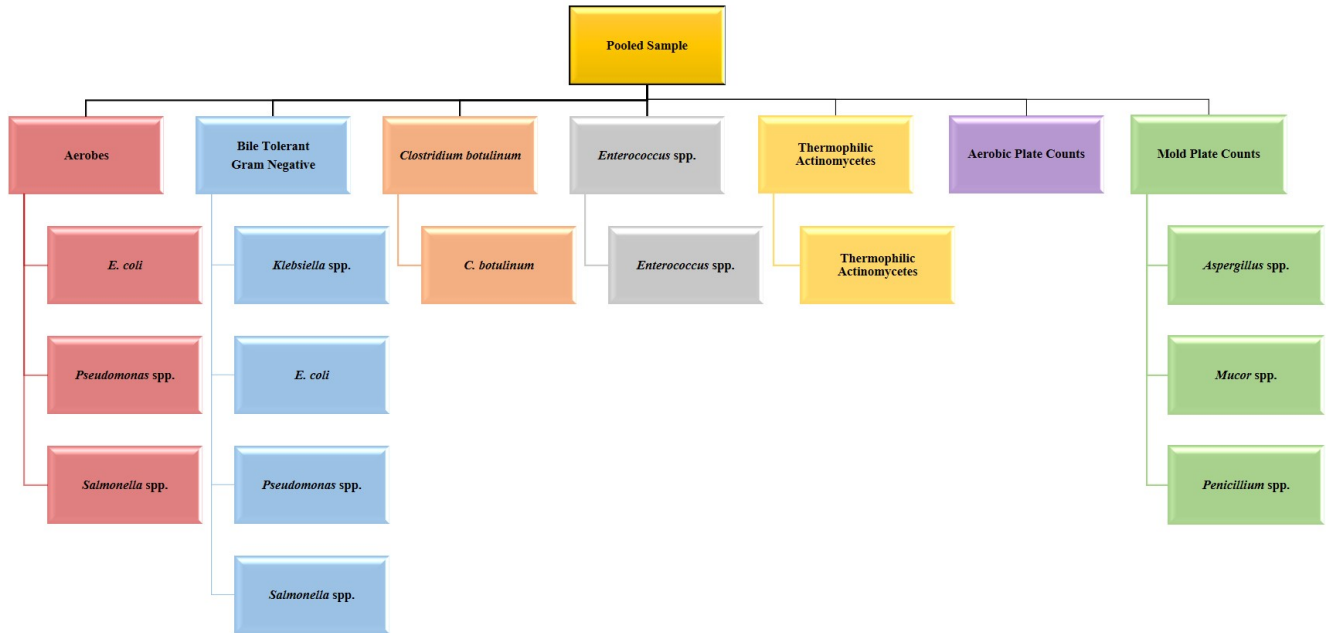 Pooled Sample
Aerobes
Bile Tolerant
Gram Negative
Clostridium botulinum
Enterococcus spp.
Thermophilic
Actinomycetes
Aerobic Plate Counts
Mold Plate Counts
E. coli
Klebsiella spp.
C. botulinum
Enterococcus spp.
Thermophilic
Actinomycetes
Aspergillus spp.
Pseudomonas spp.
E. coli
Mucor spp.
Salmonella spp.
Pseudomonas spp.
Penicillium spp.
Salmonella spp.